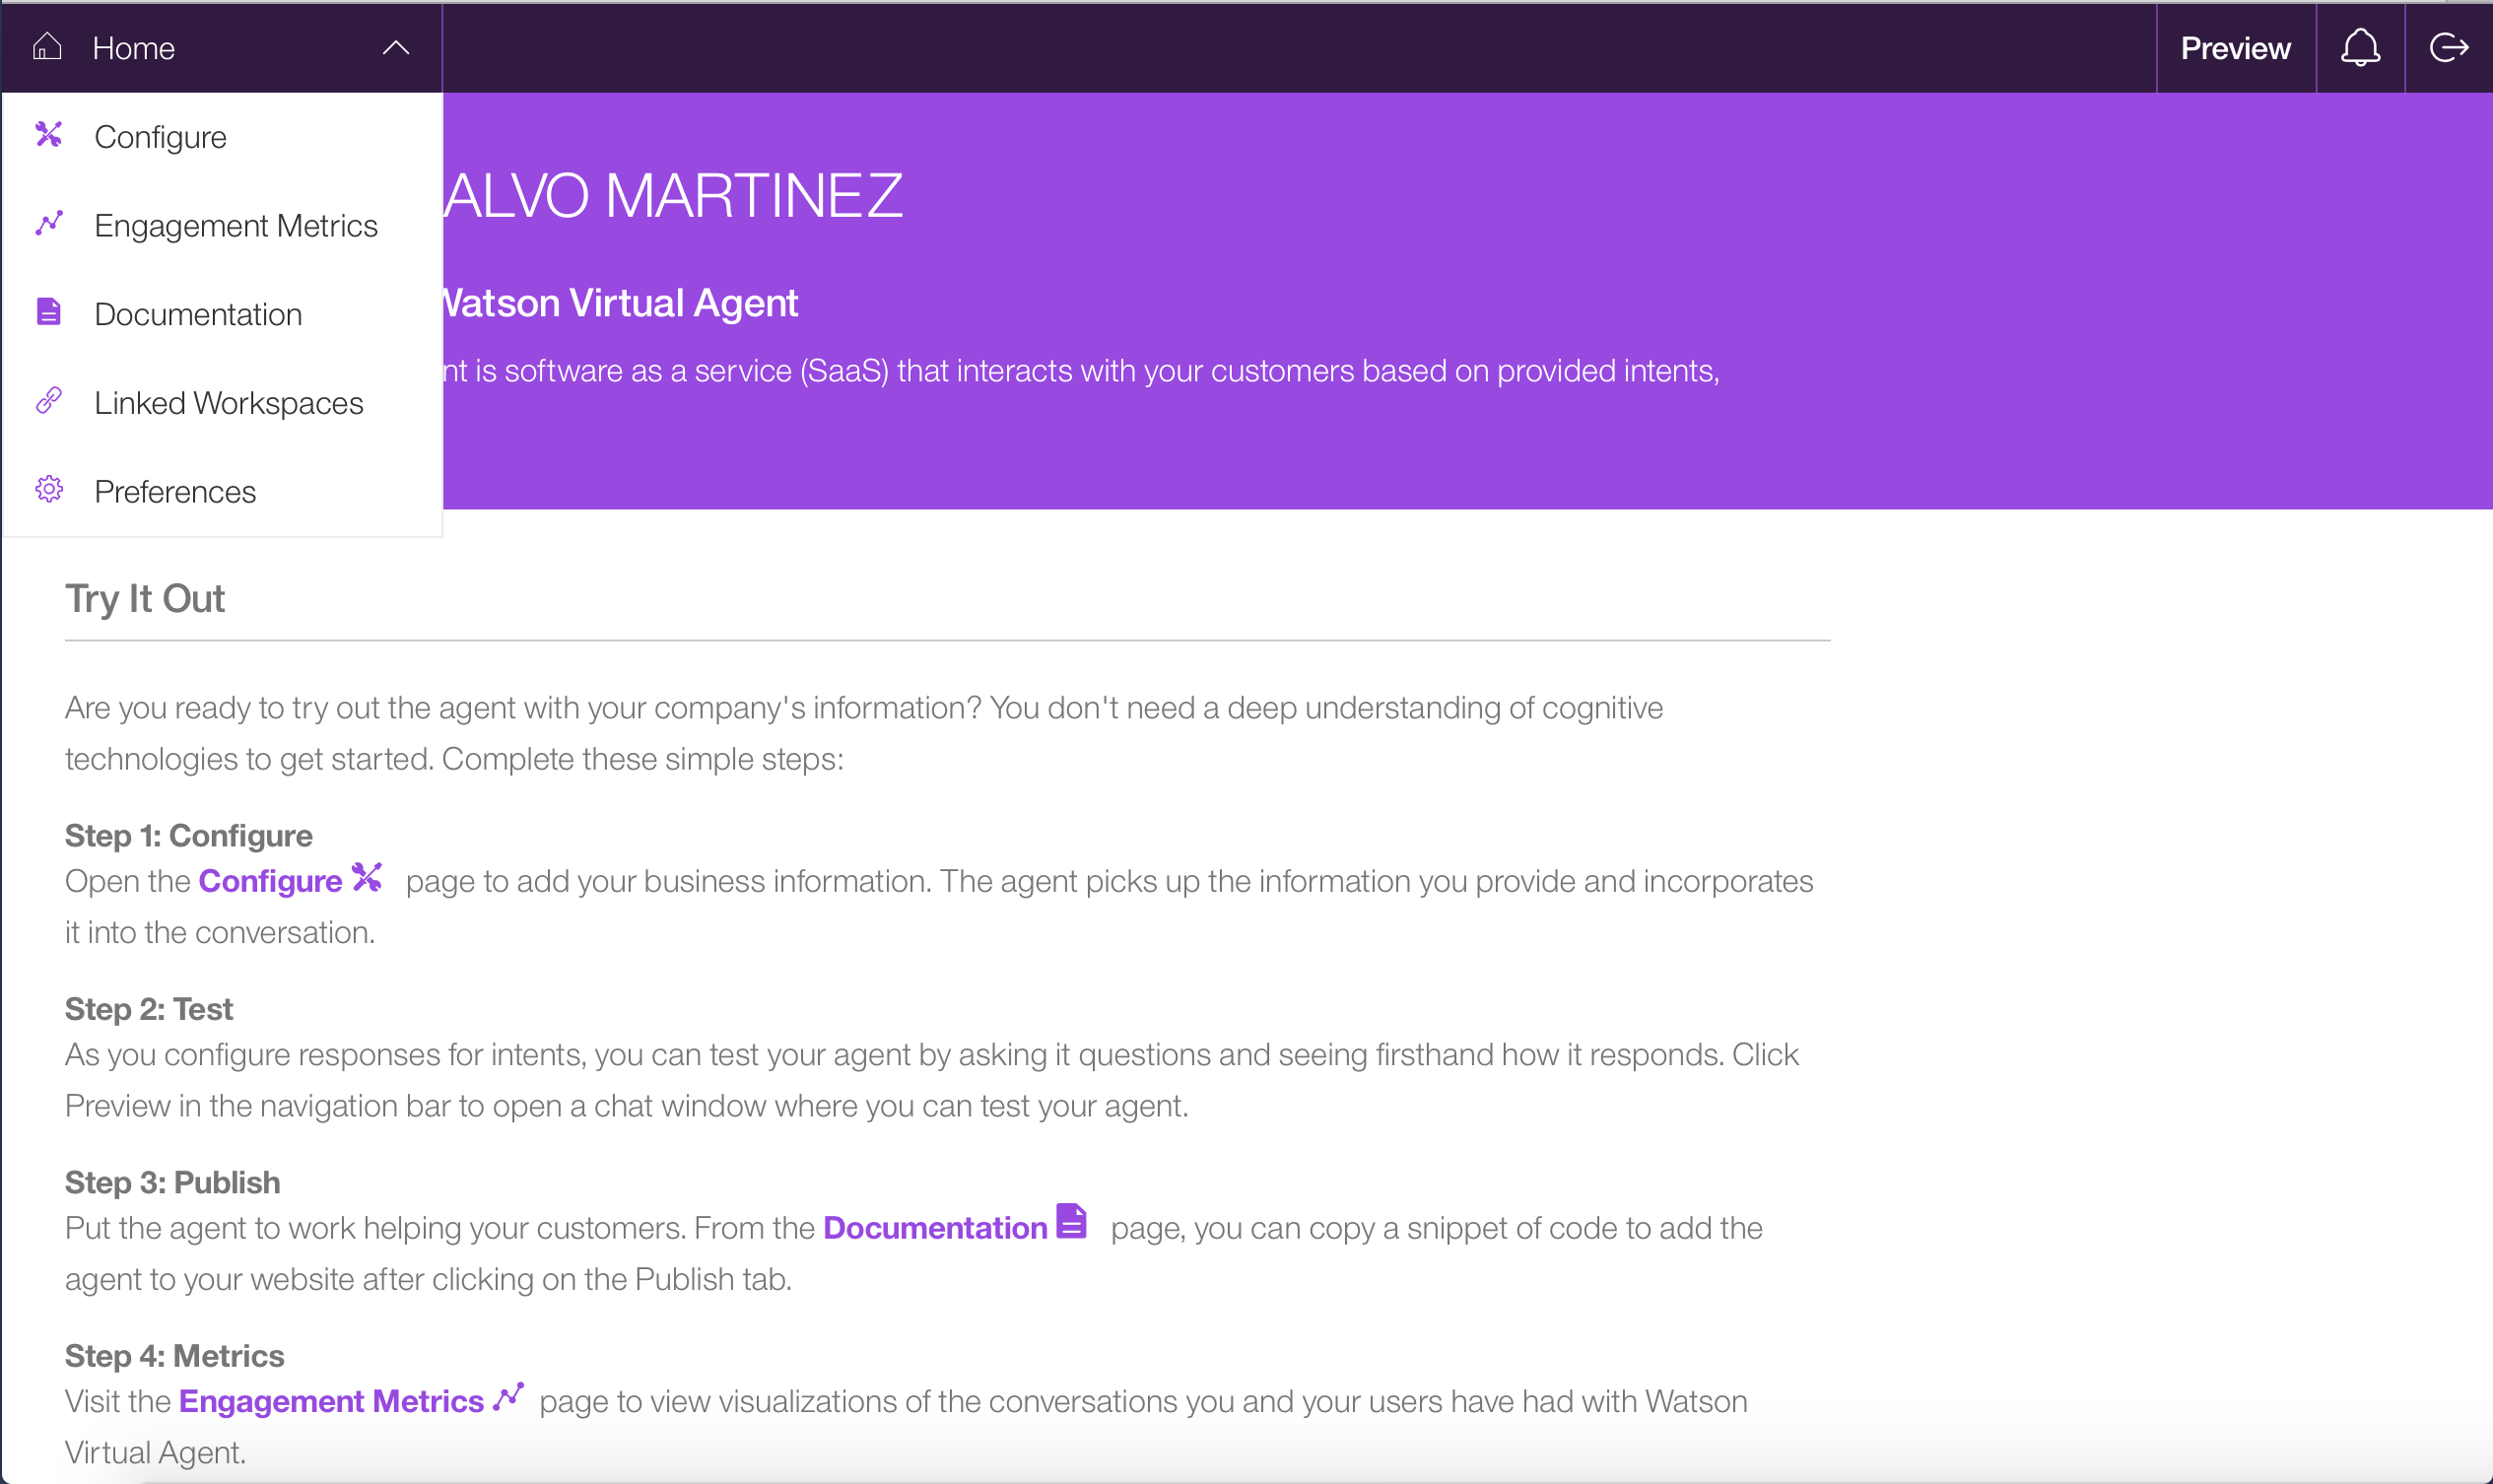 Home
Preview
Configure
Engagement Metrics
Documentation
Linked Workspaces
Preferences
ALVO MARTINEZ
Watson Virtual Agent
nt is software as a service (SaaS) that interacts with your customers based on provided intents,
Try It Out
Are you ready to try out the agent with your company's information? You don't need a deep understanding of cognitive
technologies to get started. Complete these simple steps:
Step 1: Configure
Open the Configure page to add your business information. The agent picks up the information you provide and incorporates
it into the conversation.
Step 2: Test
As you configure responses for intents, you can test your agent by asking it questions and seeing firsthand how it responds. Click
Preview in the navigation bar to open a chat window where you can test your agent.
Step 3: Publish
Put the agent to work helping your customers. From the Documentation page, you can copy a snippet of code to add the
agent to your website after clicking on the Publish tab.
Step 4: Metrics
Visit the Engagement Metrics page to view visualizations of the conversations you and your users have had with Watson
Virtual Agent.